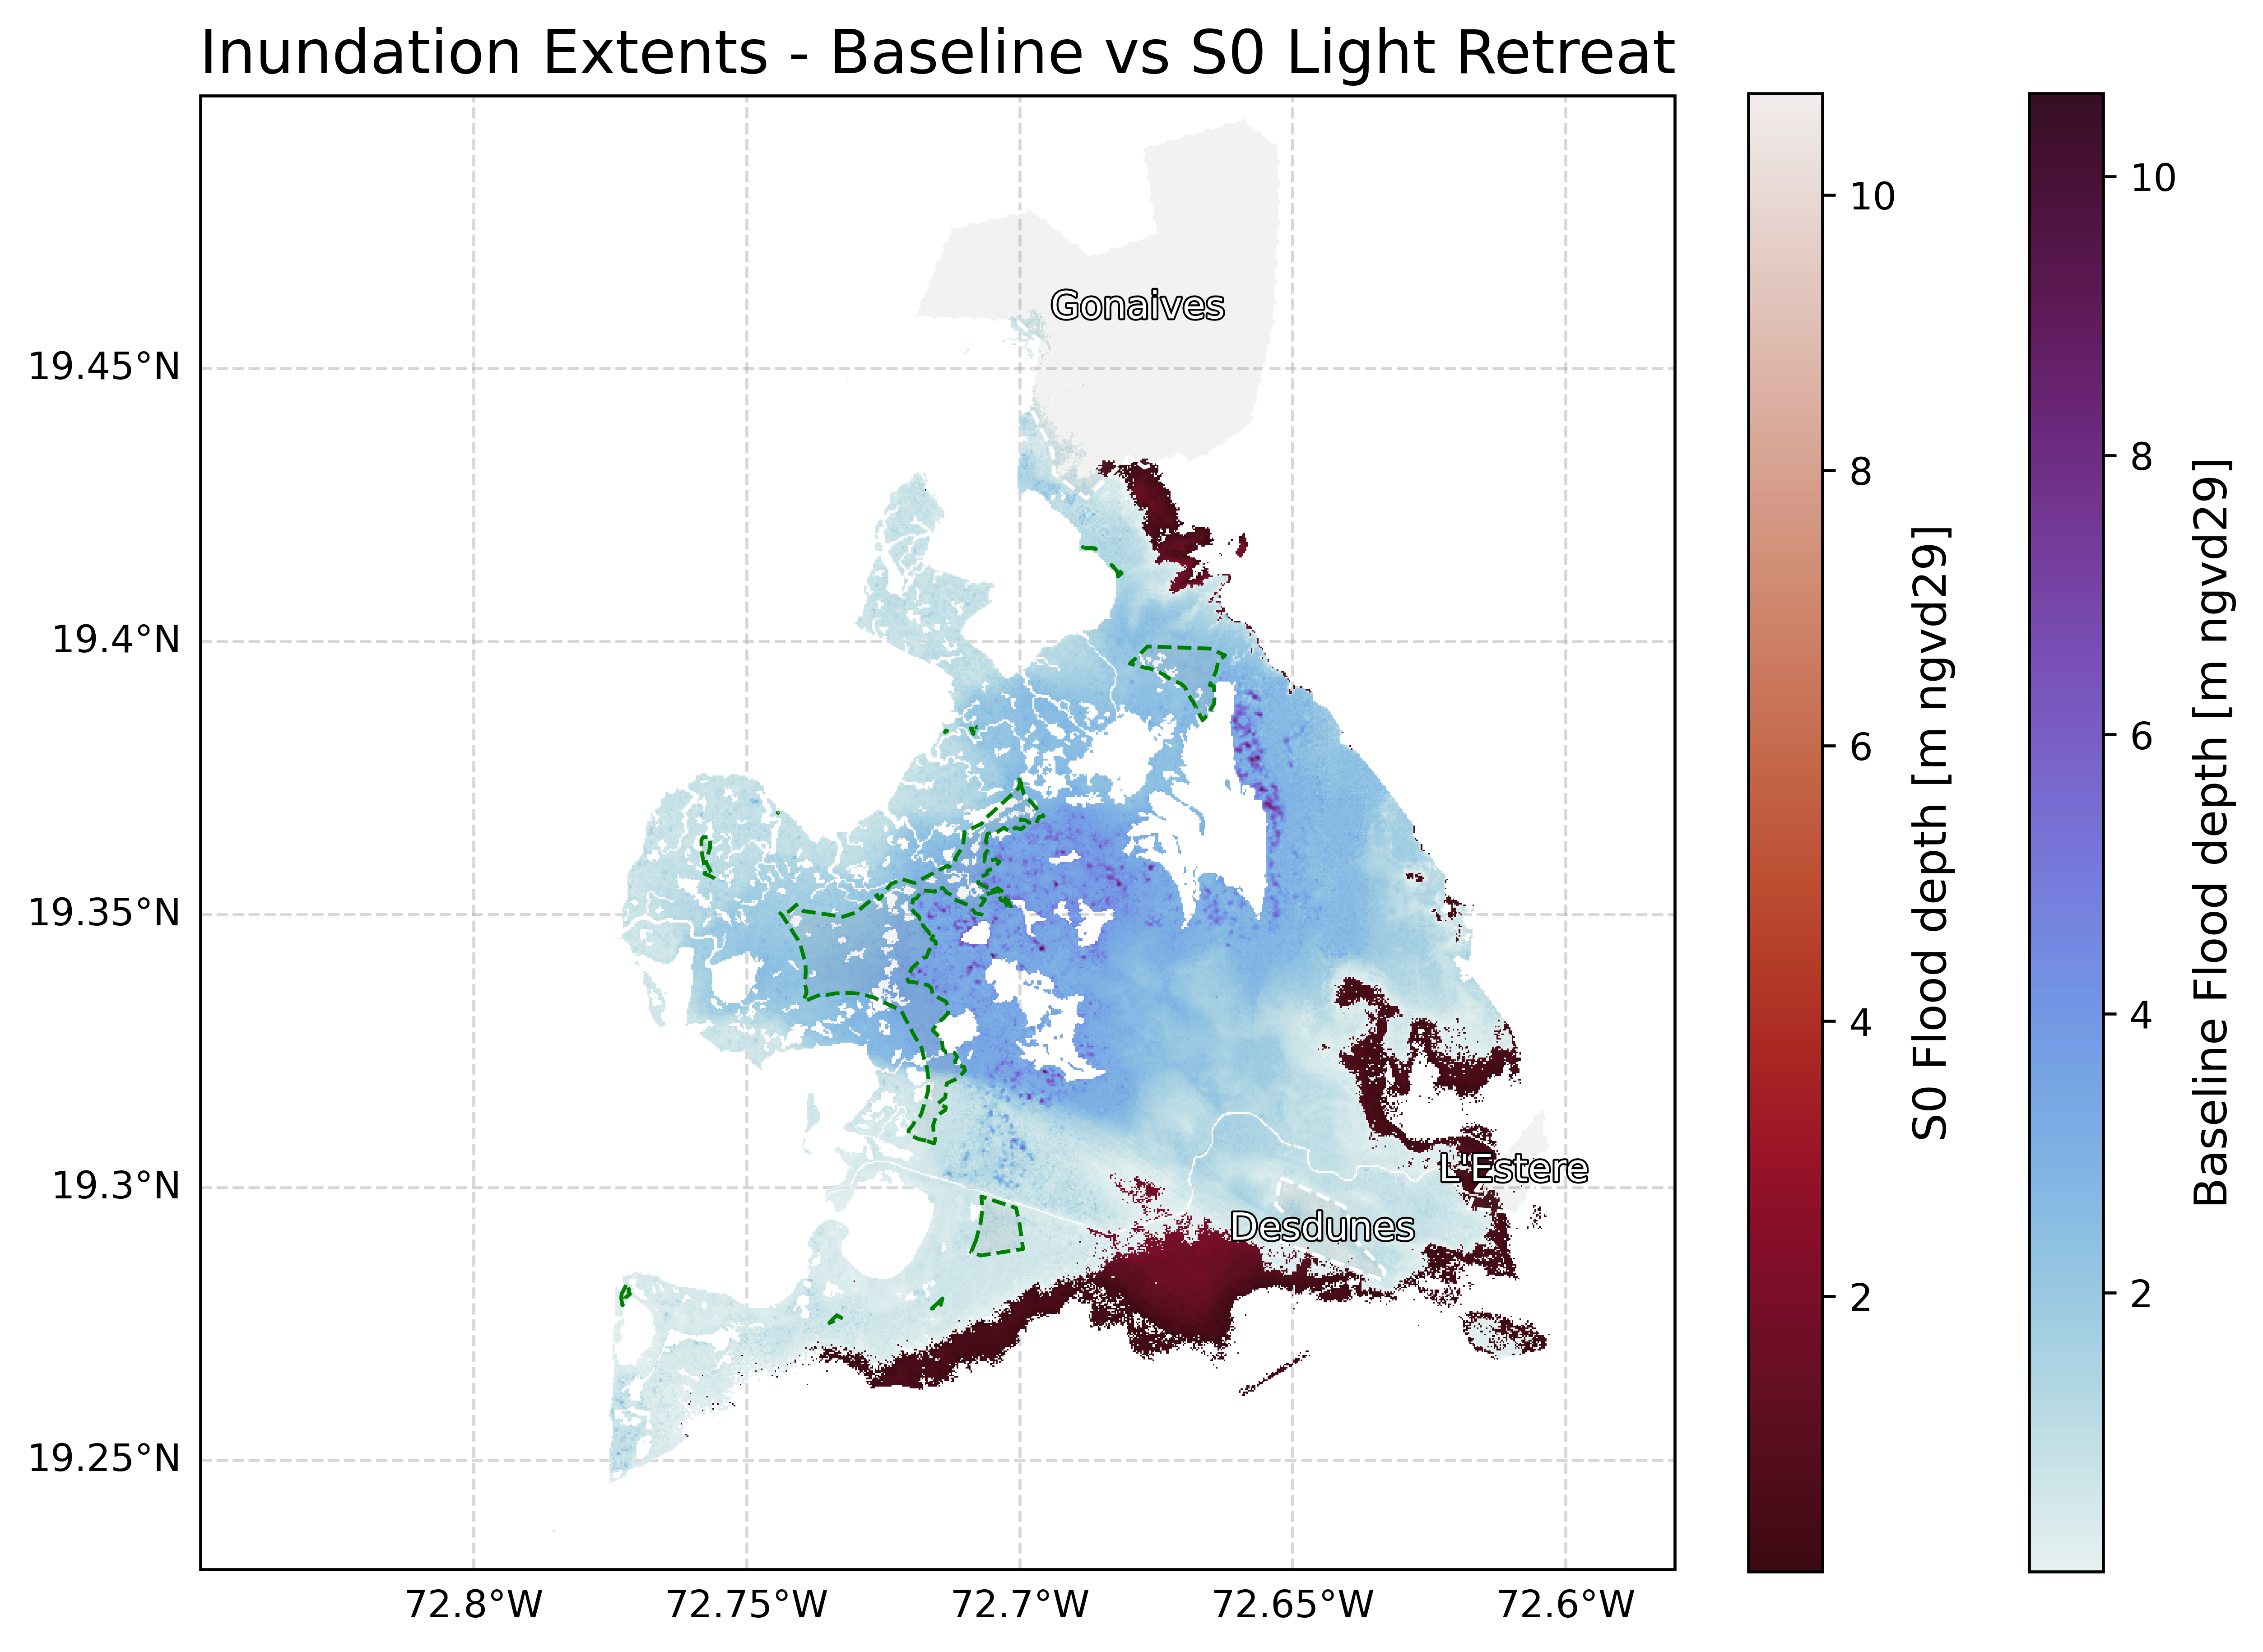 Inundation Extents - Baseline vs S0 Light Retreat
Gonaives
L'Estere
Desdunes
19.45°N
19.4°N
19.35°N
19.3°N
19.25°N
72.8°W
72.75°W
72.7°W
72.65°W
72.6°W
10
8
6
4
2
S0 Flood depth [m ngvd29]
10
8
6
4
2
Baseline Flood depth [m ngvd29]